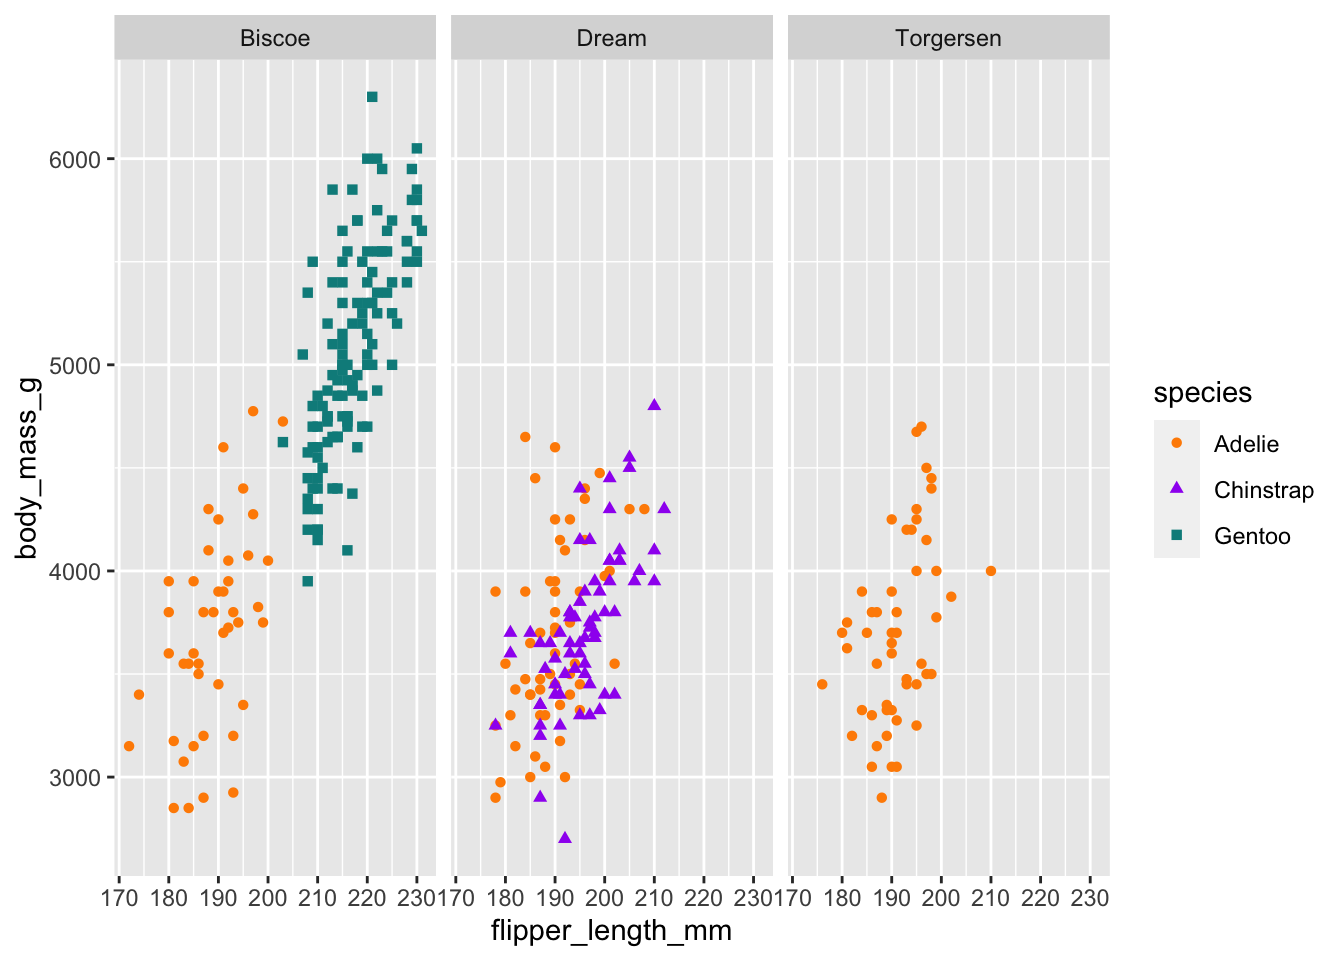 Biscoe
Dream
Torgersen
body_mass_g
6000
5000
4000
3000
170 180 190 200 210 220 230
170 180 190 200 210 220 230
170 180 190 200 210 220 230
flipper_length_mm
species
Adelie
Chinstrap
Gentoo